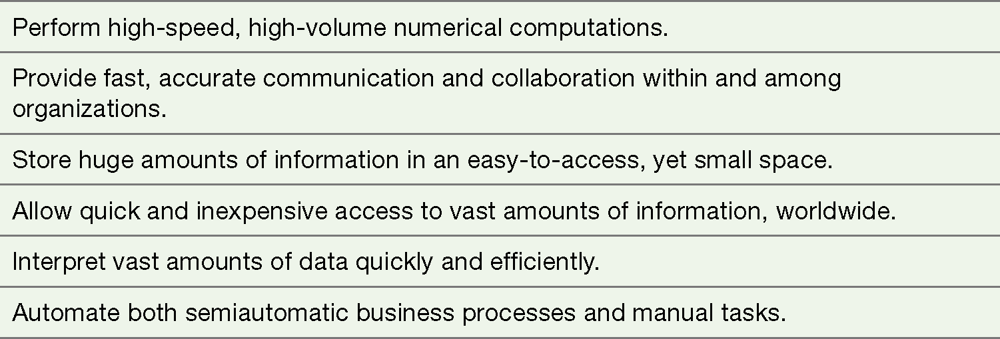 Perform high-speed, high-volume numerical computations.
Provide fast, accurate communication and collaboration within and among
organizations.
Store huge amounts of information in an easy-to-access, yet small space.
Allow quick and inexpensive access to vast amounts of information, worldwide.
Interpret vast amounts of data quickly and efficiently.
Automate both semiautomatic business processes and manual tasks.